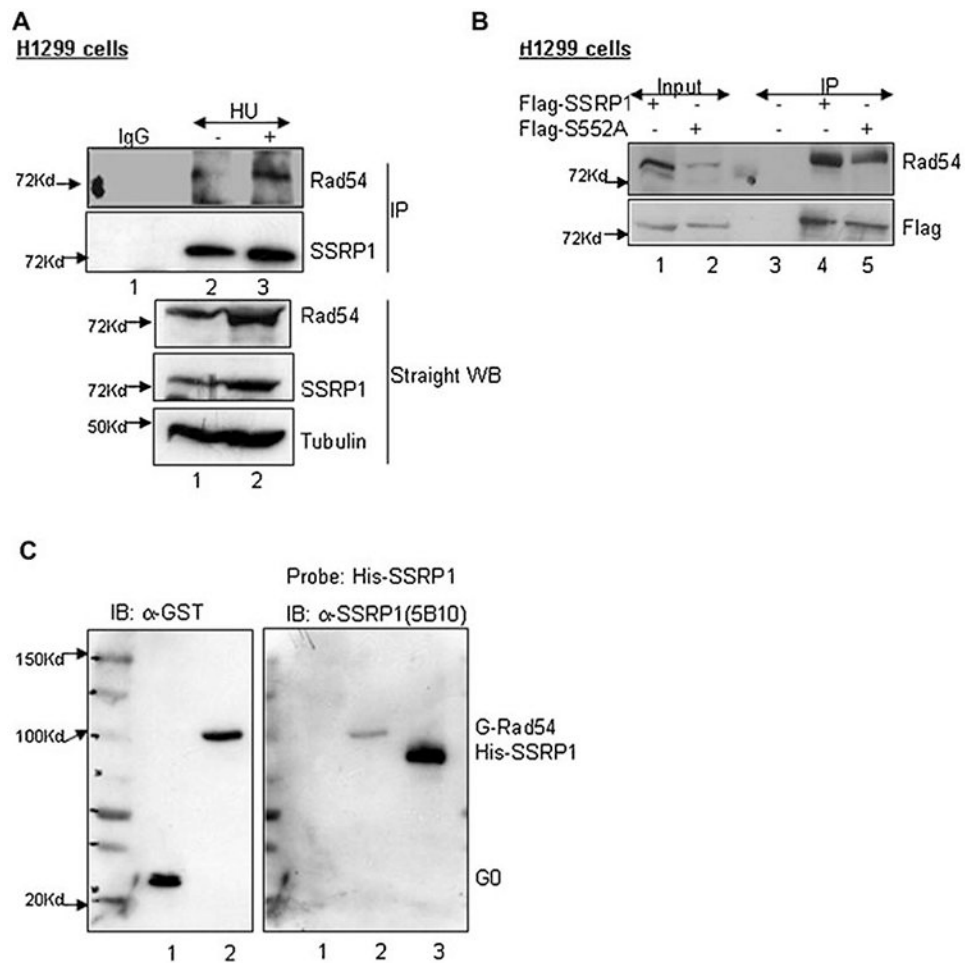 A
H1299 cells
HU
IgG - +
72Kd Rad54
IP
72Kd SSRP1
1 2 3
72Kd Rad54
72Kd SSRP1
Straight WB
50Kd Tubulin
1 2
B
H1299 cells
Input IP
Flag-SSRP1 + - - + -
Flag-S552A - + - - +
72Kd Rad54
72Kd Flag
1 2 3 4 5
C
Probe: His-SSRP1
IB: α-GST IB: α-SSRP1(5B10)
150Kd
100Kd G-Rad54
His-SSRP1
G0
20Kd
1 2 1 2 3